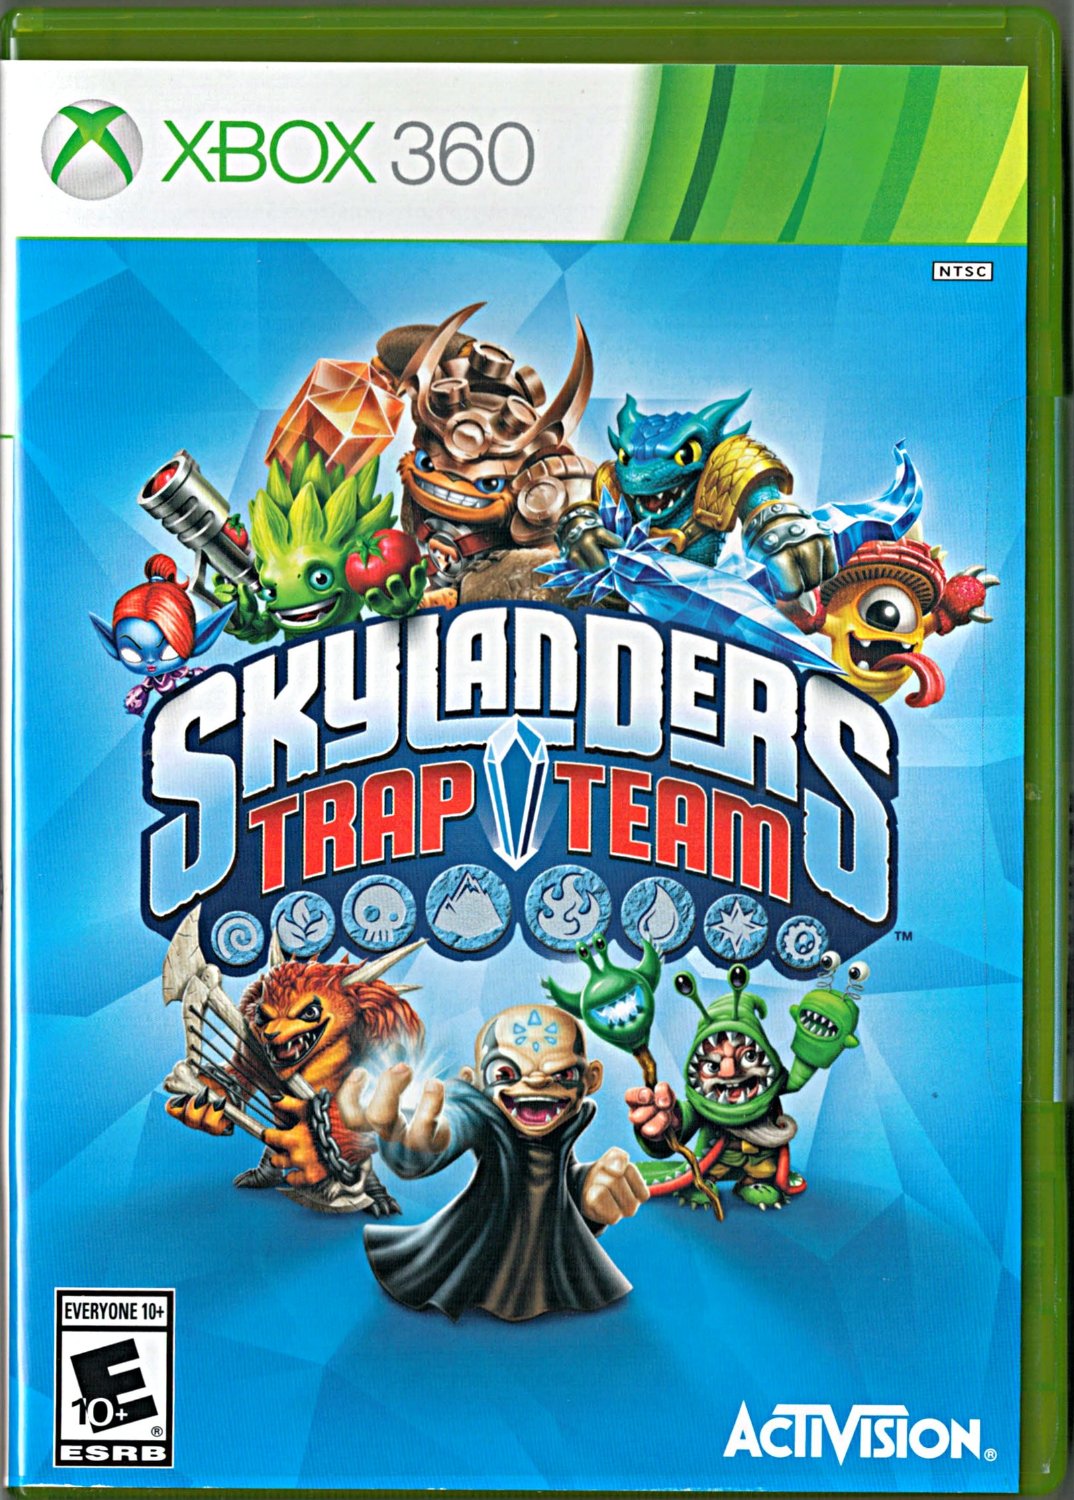 XBOX 360
NTSC
SKYLANDERS
TRAP TEAM
™
EVERYONE 10+
E
10+
®
ESRB
ACTIVISION®